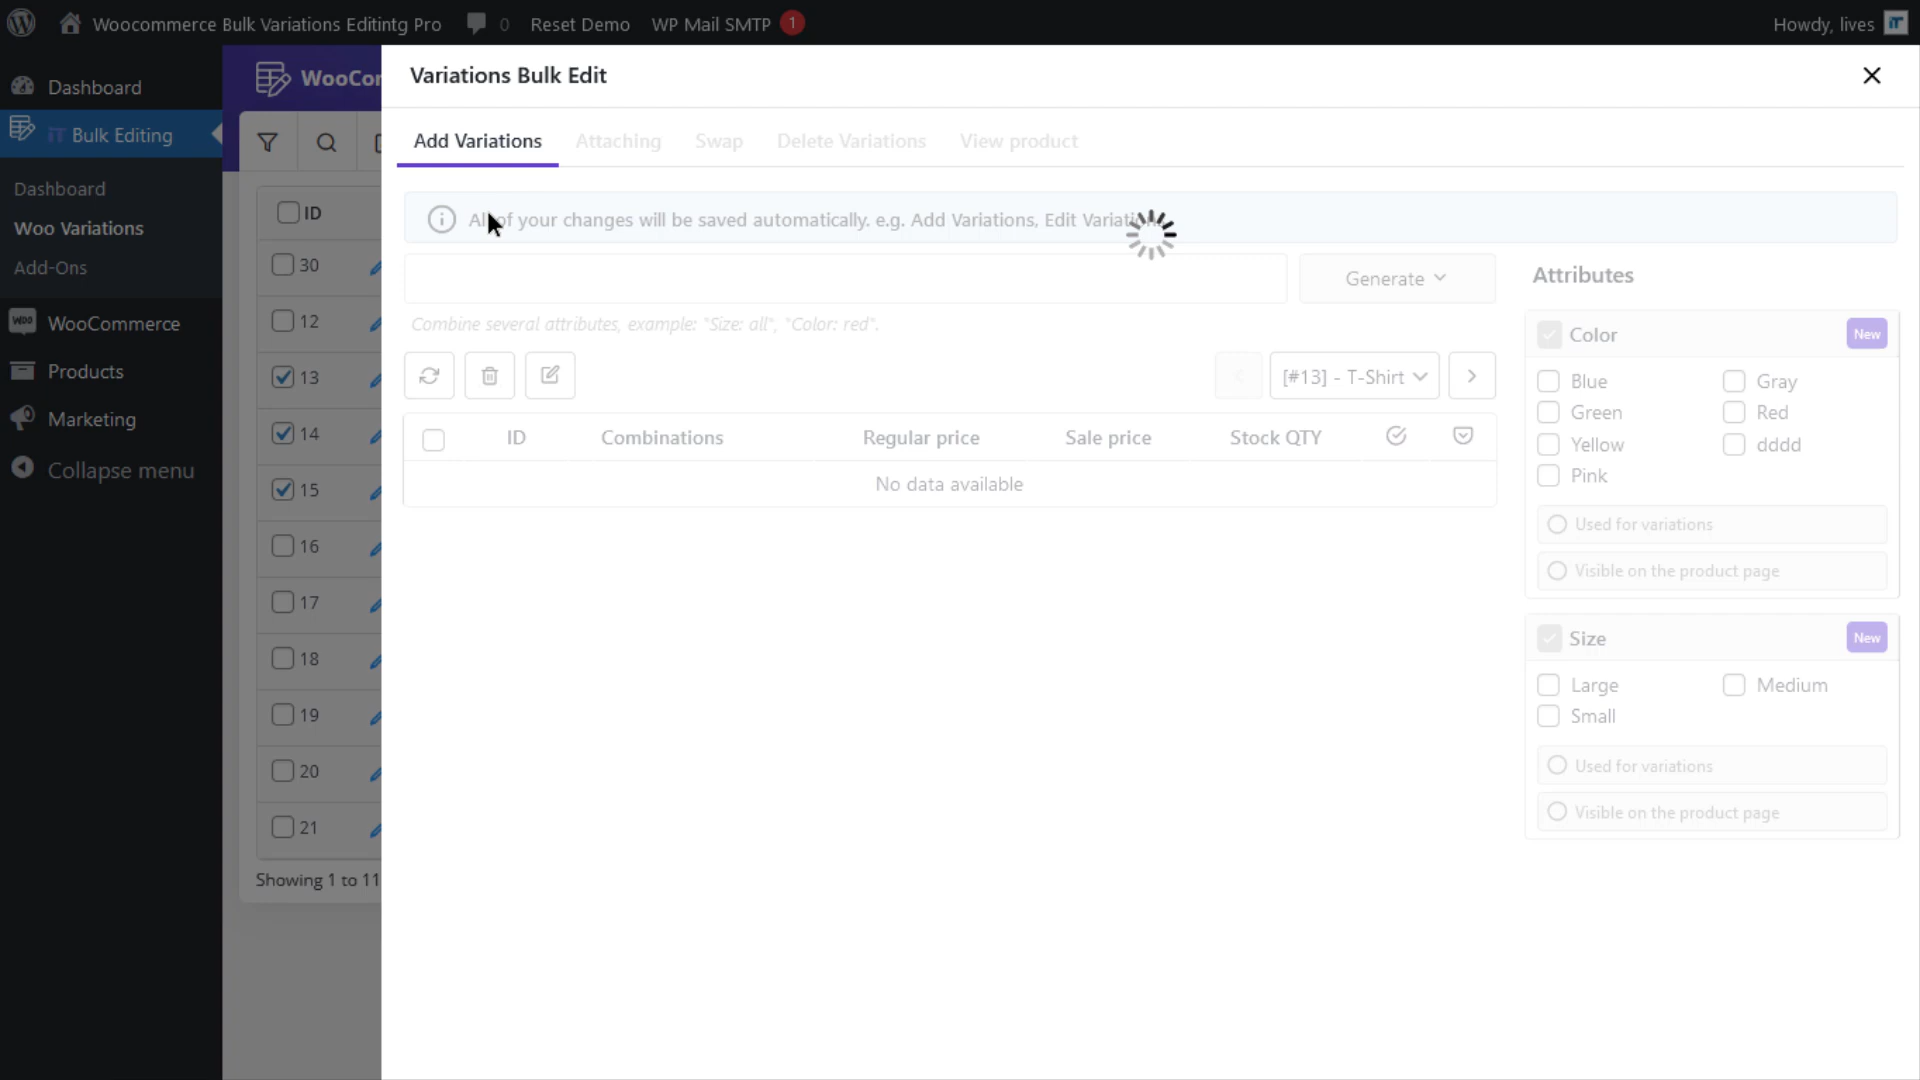 Woocommerce Bulk Variations Editintg Pro
0
Reset Demo
WP Mail SMTP 1
Howdy, lives
iT
Dashboard
iT Bulk Editing
Dashboard
Woo Variations
Add-Ons
WOO WooCommerce
Products
Marketing
Collapse menu
WooCor
ID
30
12
13
14
15
16
17
18
19
20
21
Showing 1 to 11
Variations Bulk Edit
Add Variations
Attaching
Swap
Delete Variations
View product
of your changes will be saved automatically. e.g. Add Variations, Edit
Generate
Combine several attributes, example: "Size: all", "Color: red".
[#13] - T-Shirt
ID
Combinations
Regular price
Sale price
Stock QTY
No data available
Attributes
Color New
Blue Gray
Green Red
Yellow dddd
Pink
Used for variations
Visible on the product page
Size New
Large Medium
Small
Used for variations
Visible on the product page